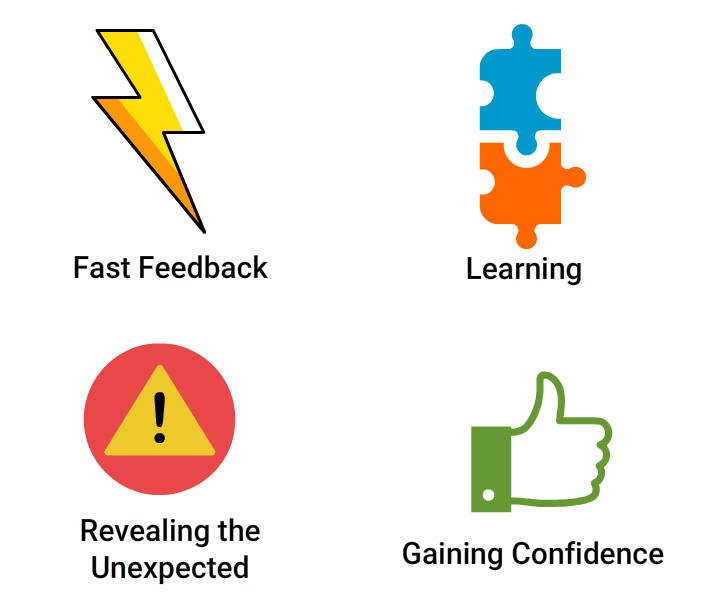 Fast Feedback
Learning
Revealing the
Unexpected
Gaining Confidence